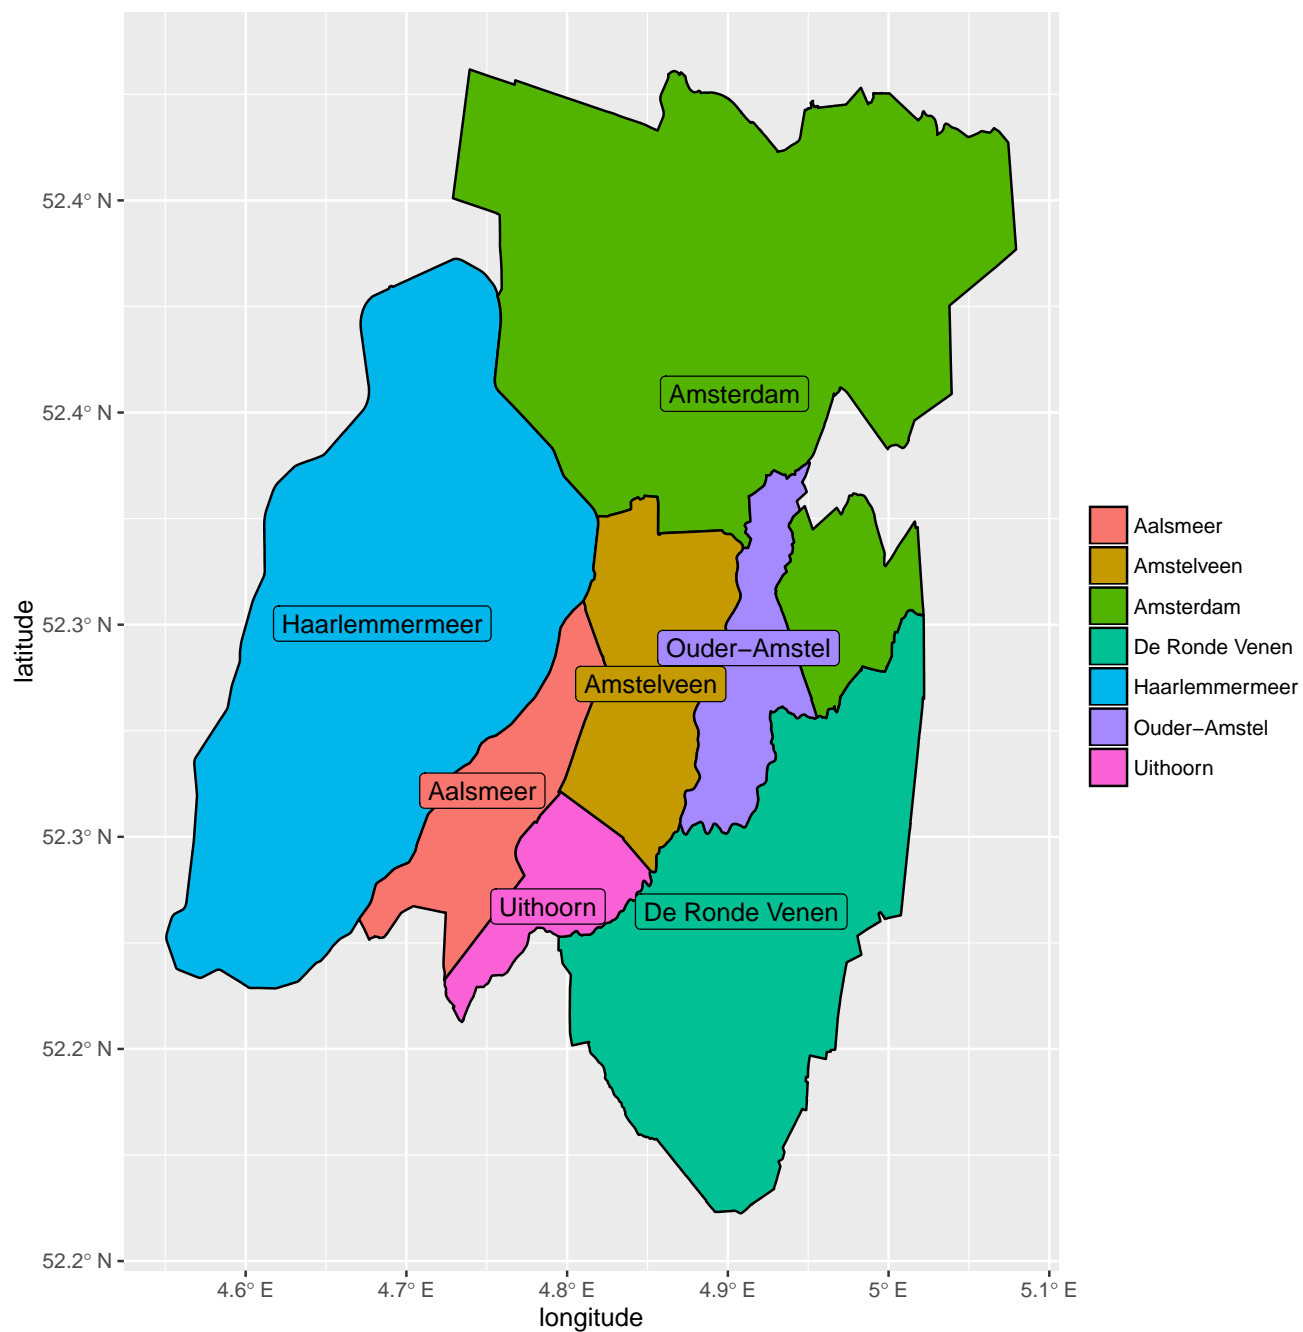 52.4° N
Amsterdam
52.4° N
Aalsmeer
Amstelveen
Amsterdam
De Ronde Venen
Haarlemmermeer
Ouder−Amstel
Uithoorn
latitude
52.3° N
Haarlemmermeer
Ouder−Amstel
Amstelveen
Aalsmeer
52.3° N
Uithoorn
De Ronde Venen
52.2° N
52.2° N
4.6° E 4.7° E 4.8° E 4.9° E 5° E 5.1° E
longitude